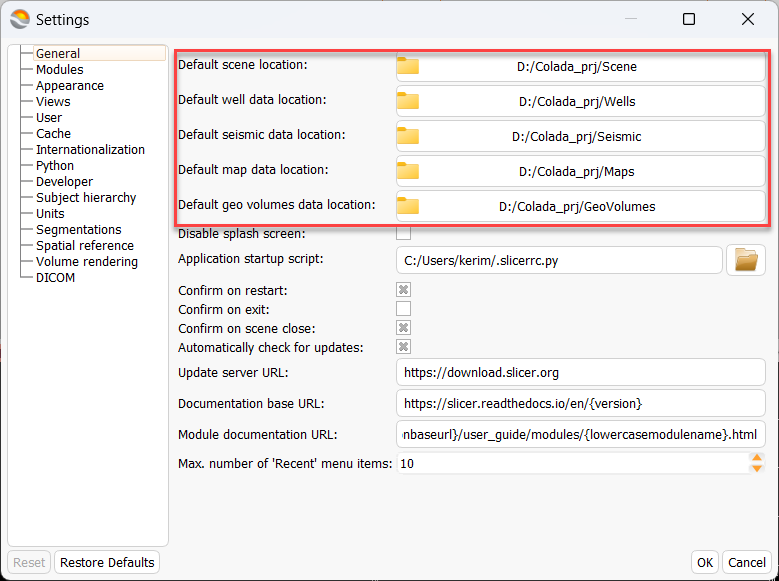 Settings
General
Modules
Appearance
Views
User
Cache
Internationalization
Python
Developer
Subject hierarchy
Units
Segmentations
Spatial reference
Volume rendering
DICOM
Default scene location: D:/Colada_prj/Scene
Default well data location: D:/Colada_prj/Wells
Default seismic data location: D:/Colada_prj/Seismic
Default map data location: D:/Colada_prj/Maps
Default geo volumes data location: D:/Colada_prj/GeoVolumes
Disable splash screen:
Application startup script: C:/Users/kerim/.slicerrc.py
Confirm on restart:
Confirm on exit:
Confirm on scene close:
Automatically check for updates:
Update server URL: https://download.slicer.org
Documentation base URL: https://slicer.readthedocs.io/en/{version}
Module documentation URL: nbaseurl}/user_guide/modules/{lowercasemodulename}.html
Max. number of 'Recent' menu items: 10
Reset Restore Defaults OK Cancel